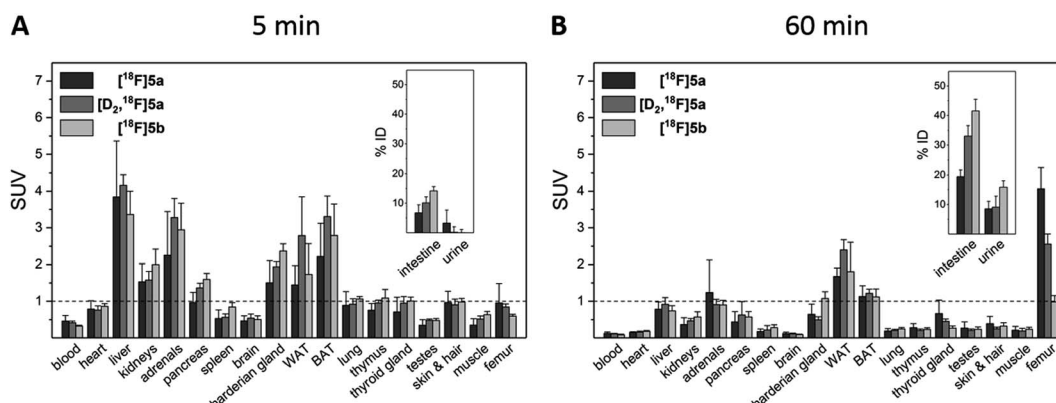 A
5 min
7
6
5
4
3
2
1
SUV
[¹⁸F]5a
[D₂,¹⁸F]5a
[¹⁸F]5b
50
40
30
20
10
% ID
intestine
urine
blood
heart
liver
kidneys
adrenals
pancreas
spleen
brain
harderian gland
WAT
BAT
lung
thymus
thyroid gland
testes
skin & hair
muscle
femur
B
60 min
7
6
5
4
3
2
1
SUV
[¹⁸F]5a
[D₂,¹⁸F]5a
[¹⁸F]5b
50
40
30
20
10
% ID
intestine
urine
blood
heart
liver
kidneys
adrenals
pancreas
spleen
brain
harderian gland
WAT
BAT
lung
thymus
thyroid gland
testes
skin & hair
muscle
femur